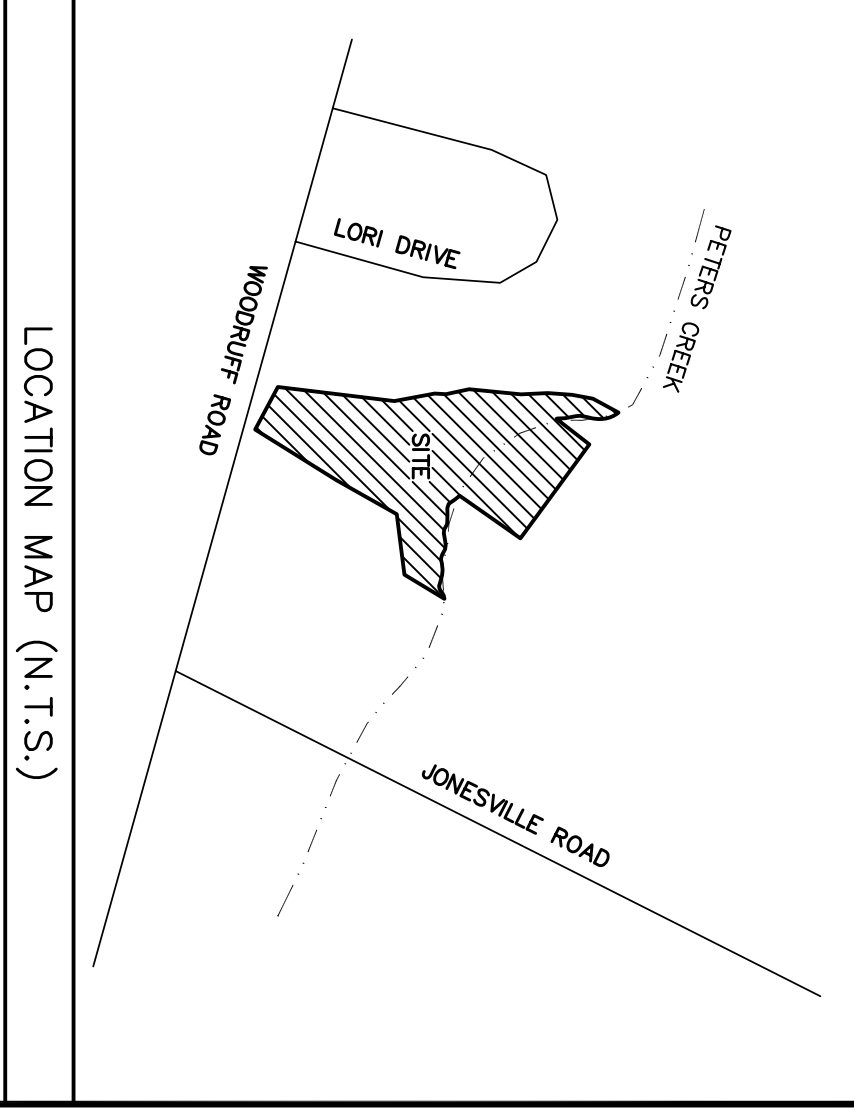 PETERS CREEK
LORI DRIVE
WOODRUFF ROAD
SITE
JONESVILLE ROAD
LOCATION MAP (N.T.S.)